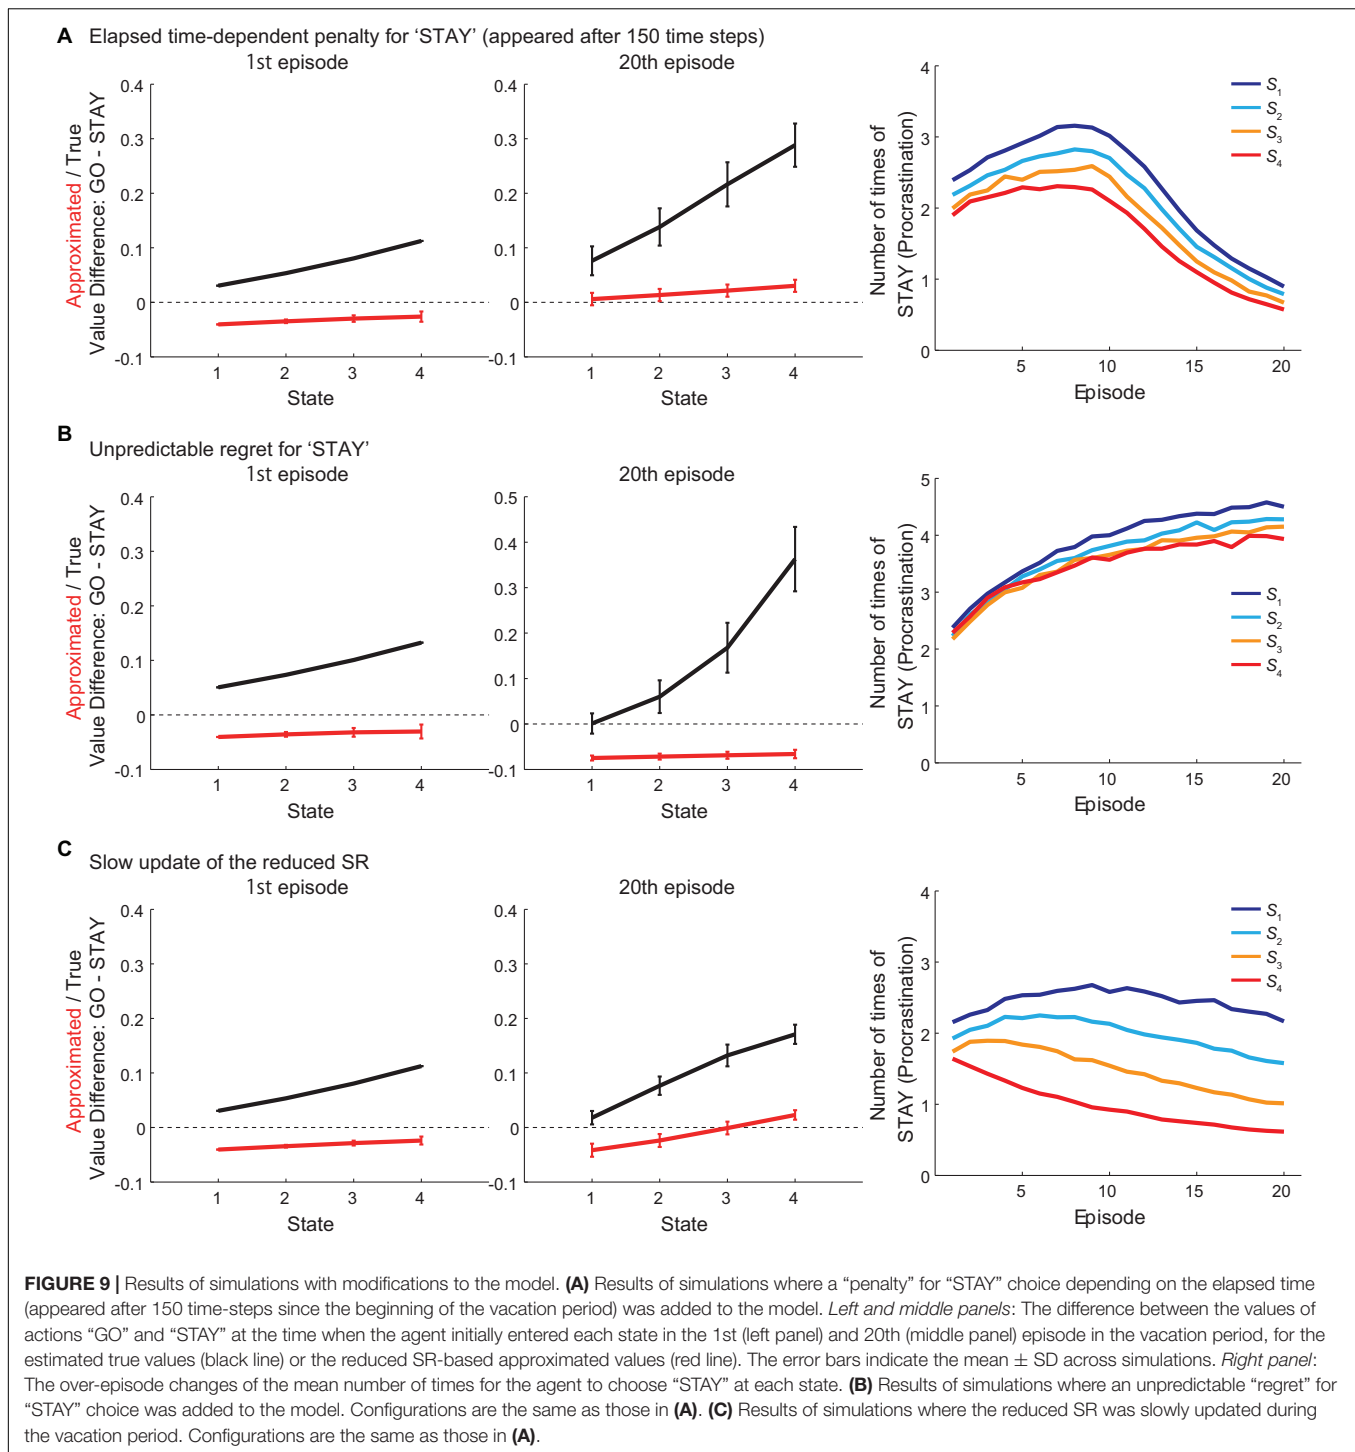 A Elapsed time-dependent penalty for ‘STAY’ (appeared after 150 time steps)
1st episode
20th episode
Approximated / True
Value Difference: GO - STAY
0.4
0.3
0.2
0.1
0
-0.1
1 2 3 4
State
0.4
0.3
0.2
0.1
0
-0.1
1 2 3 4
State
Number of times of
STAY (Procrastination)
4
3
2
1
0
5 10 15 20
Episode
S1
S2
S3
S4
B Unpredictable regret for ‘STAY’
1st episode
20th episode
Approximated / True
Value Difference: GO - STAY
0.4
0.3
0.2
0.1
0
-0.1
1 2 3 4
State
0.5
0.4
0.3
0.2
0.1
0
-0.1
1 2 3 4
State
Number of times of
STAY (Procrastination)
5
4
3
2
1
0
5 10 15 20
Episode
S1
S2
S3
S4
C Slow update of the reduced SR
1st episode
20th episode
Approximated / True
Value Difference: GO - STAY
0.4
0.3
0.2
0.1
0
-0.1
1 2 3 4
State
0.4
0.3
0.2
0.1
0
-0.1
1 2 3 4
State
Number of times of
STAY (Procrastination)
4
3
2
1
0
5 10 15 20
Episode
S1
S2
S3
S4
FIGURE 9 | Results of simulations with modifications to the model. (A) Results of simulations where a “penalty” for “STAY” choice depending on the elapsed time
(appeared after 150 time-steps since the beginning of the vacation period) was added to the model. Left and middle panels: The difference between the values of
actions “GO” and “STAY” at the time when the agent initially entered each state in the 1st (left panel) and 20th (middle panel) episode in the vacation period, for the
estimated true values (black line) or the reduced SR-based approximated values (red line). The error bars indicate the mean ± SD across simulations. Right panel:
The over-episode changes of the mean number of times for the agent to choose “STAY” at each state. (B) Results of simulations where an unpredictable “regret” for
“STAY” choice was added to the model. Configurations are the same as those in (A). (C) Results of simulations where the reduced SR was slowly updated during
the vacation period. Configurations are the same as those in (A).